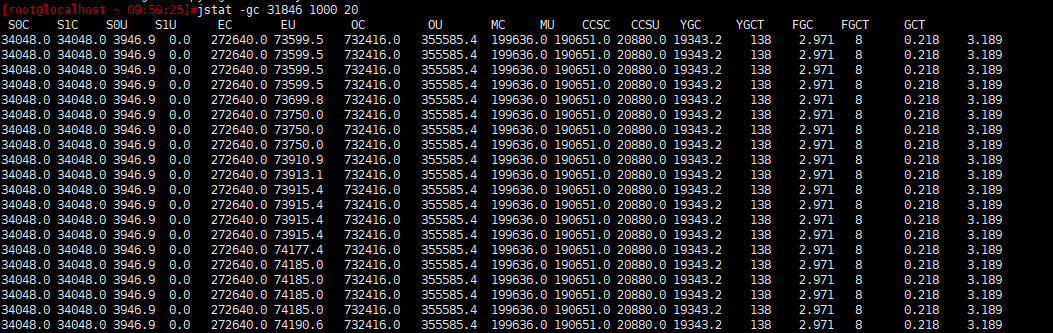 [root@localhost ~ 09:59:25]#jstat -gc 31846 1000 20
S0C S1C S0U S1U EC EU OC OU MC MU CCSC CCSU YGC YGCT FGC FGCT GCT
34048.0 34048.0 3946.9 0.0 272640.0 73599.5 732416.0 355585.4 199636.0 190651.0 20880.0 19343.2 138 2.971 8 0.218 3.189
34048.0 34048.0 3946.9 0.0 272640.0 73599.5 732416.0 355585.4 199636.0 190651.0 20880.0 19343.2 138 2.971 8 0.218 3.189
34048.0 34048.0 3946.9 0.0 272640.0 73599.5 732416.0 355585.4 199636.0 190651.0 20880.0 19343.2 138 2.971 8 0.218 3.189
34048.0 34048.0 3946.9 0.0 272640.0 73599.5 732416.0 355585.4 199636.0 190651.0 20880.0 19343.2 138 2.971 8 0.218 3.189
34048.0 34048.0 3946.9 0.0 272640.0 73699.8 732416.0 355585.4 199636.0 190651.0 20880.0 19343.2 138 2.971 8 0.218 3.189
34048.0 34048.0 3946.9 0.0 272640.0 73750.0 732416.0 355585.4 199636.0 190651.0 20880.0 19343.2 138 2.971 8 0.218 3.189
34048.0 34048.0 3946.9 0.0 272640.0 73750.0 732416.0 355585.4 199636.0 190651.0 20880.0 19343.2 138 2.971 8 0.218 3.189
34048.0 34048.0 3946.9 0.0 272640.0 73750.0 732416.0 355585.4 199636.0 190651.0 20880.0 19343.2 138 2.971 8 0.218 3.189
34048.0 34048.0 3946.9 0.0 272640.0 73910.9 732416.0 355585.4 199636.0 190651.0 20880.0 19343.2 138 2.971 8 0.218 3.189
34048.0 34048.0 3946.9 0.0 272640.0 73913.1 732416.0 355585.4 199636.0 190651.0 20880.0 19343.2 138 2.971 8 0.218 3.189
34048.0 34048.0 3946.9 0.0 272640.0 73915.4 732416.0 355585.4 199636.0 190651.0 20880.0 19343.2 138 2.971 8 0.218 3.189
34048.0 34048.0 3946.9 0.0 272640.0 73915.4 732416.0 355585.4 199636.0 190651.0 20880.0 19343.2 138 2.971 8 0.218 3.189
34048.0 34048.0 3946.9 0.0 272640.0 73915.4 732416.0 355585.4 199636.0 190651.0 20880.0 19343.2 138 2.971 8 0.218 3.189
34048.0 34048.0 3946.9 0.0 272640.0 73915.4 732416.0 355585.4 199636.0 190651.0 20880.0 19343.2 138 2.971 8 0.218 3.189
34048.0 34048.0 3946.9 0.0 272640.0 74177.4 732416.0 355585.4 199636.0 190651.0 20880.0 19343.2 138 2.971 8 0.218 3.189
34048.0 34048.0 3946.9 0.0 272640.0 74185.0 732416.0 355585.4 199636.0 190651.0 20880.0 19343.2 138 2.971 8 0.218 3.189
34048.0 34048.0 3946.9 0.0 272640.0 74185.0 732416.0 355585.4 199636.0 190651.0 20880.0 19343.2 138 2.971 8 0.218 3.189
34048.0 34048.0 3946.9 0.0 272640.0 74185.0 732416.0 355585.4 199636.0 190651.0 20880.0 19343.2 138 2.971 8 0.218 3.189
34048.0 34048.0 3946.9 0.0 272640.0 74185.0 732416.0 355585.4 199636.0 190651.0 20880.0 19343.2 138 2.971 8 0.218 3.189
34048.0 34048.0 3946.9 0.0 272640.0 74190.6 732416.0 355585.4 199636.0 190651.0 20880.0 19343.2 138 2.971 8 0.218 3.189